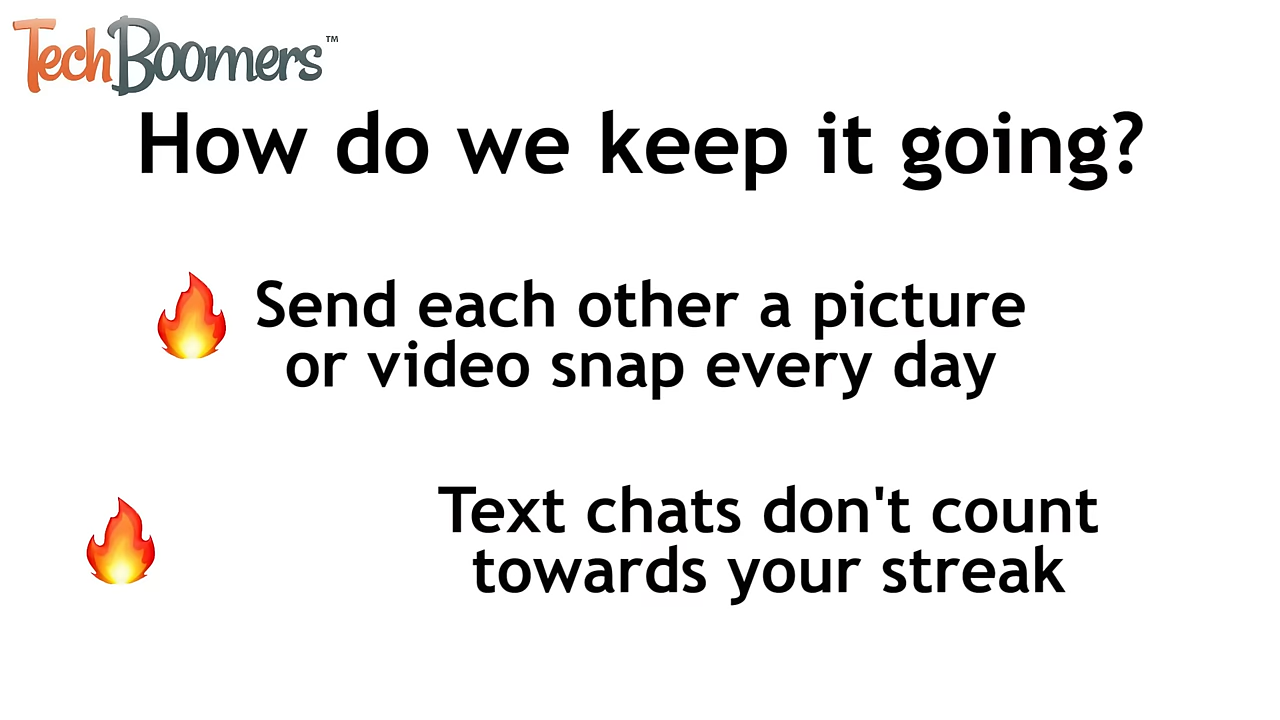 TechBoomers™
How do we keep it going?
Send each other a picture
or video snap every day
Text chats don't count
towards your streak